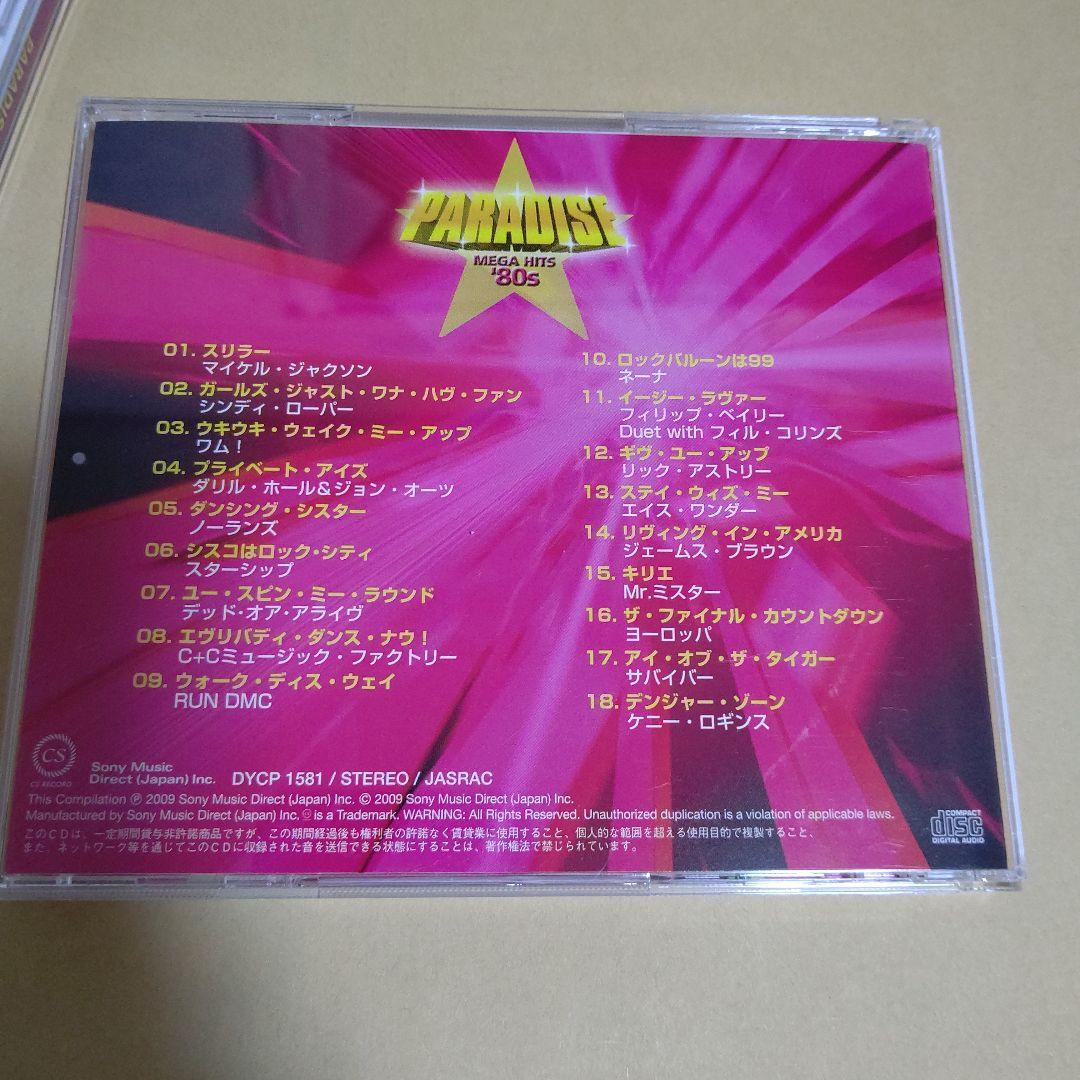 PARADISE
PARADISE
MEGA HITS
'80s
01. スリラー
マイケル・ジャクソン
02. ガールズ・ジャスト・ワナ・ハヴ・ファン
シンディ・ローパー
03. ウキウキ・ウェイク・ミー・アップ
ワム！
04. プライベート・アイズ
ダリル・ホール＆ジョン・オーツ
05. ダンシング・シスター
ノーランズ
06. シスコはロック・シティ
スターシップ
07. ユー・スピン・ミー・ラウンド
デッド・オア・アライヴ
08. エヴリバディ・ダンス・ナウ！
C+Cミュージック・ファクトリー
09. ウォーク・ディス・ウェイ
RUN DMC
10. ロックバルーンは99
ネーナ
11. イージー・ラヴァー
フィリップ・ベイリー
Duet with フィル・コリンズ
12. ギヴ・ユー・アップ
リック・アストリー
13. ステイ・ウィズ・ミー
エイス・ワンダー
14. リヴィング・イン・アメリカ
ジェームス・ブラウン
15. キリエ
Mr.ミスター
16. ザ・ファイナル・カウントダウン
ヨーロッパ
17. アイ・オブ・ザ・タイガー
サバイバー
18. デンジャー・ゾーン
ケニー・ロギンス
CS
CS RECORD
Sony Music
Direct (Japan) Inc. DYCP 1581 / STEREO / JASRAC
This Compilation ℗ 2009 Sony Music Direct (Japan) Inc. © 2009 Sony Music Direct (Japan) Inc.
Manufactured by Sony Music Direct (Japan) Inc. is a Trademark. WARNING: All Rights Reserved. Unauthorized duplication is a violation of applicable laws.
このCDは、一定期間貸与非許諾商品ですが、この期間経過後も権利者の許諾なく賃貸業に使用すること、個人的な範囲を超える使用目的で複製すること、
また、ネットワーク等を通じてこのCDに収録された音を送信できる状態にすることは、著作権法で禁じられています。
COMPACT
disc
DIGITAL AUDIO